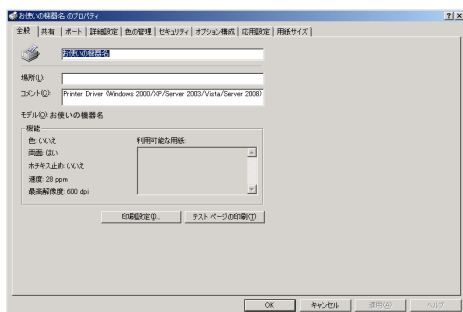 お使いの機器名 のプロパティ
全般 共有 ポート 詳細設定 色の管理 セキュリティ オプション構成 応用設定 用紙サイズ
お使いの機器名
場所(L):
コメント(C): Printer Driver (Windows 2000/XP/Server 2003/Vista/Server 2008)
モデル(O): お使いの機器名
機能
色: いいえ 利用可能な用紙:
両面: はい
ホチキス止め: いいえ
速度: 28 ppm
最高解像度: 600 dpi
印刷設定(I)... テスト ページの印刷(T)
OK キャンセル 適用(A) ヘルプ